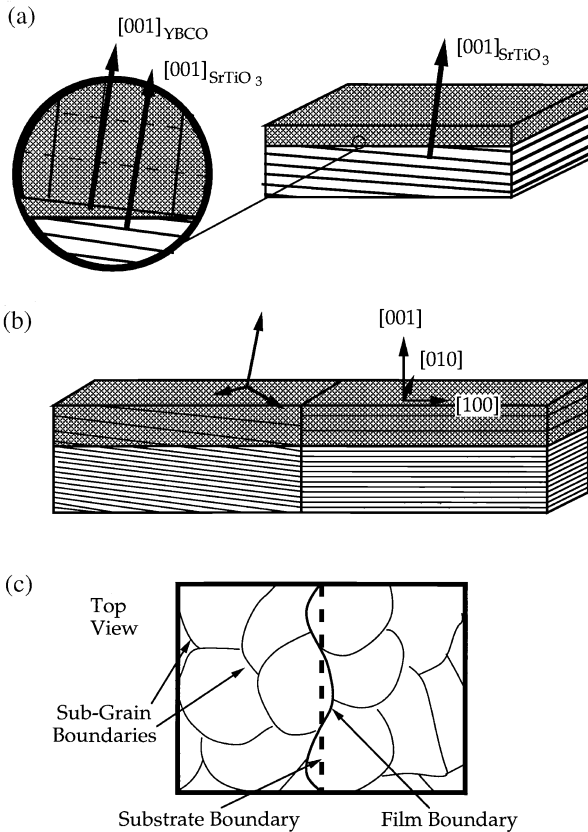 (a)
[001]YBCO
[001]SrTiO3
[001]SrTiO3
(b)
[001]
[010]
[100]
(c)
Top
View
Sub-Grain
Boundaries
Substrate Boundary
Film Boundary